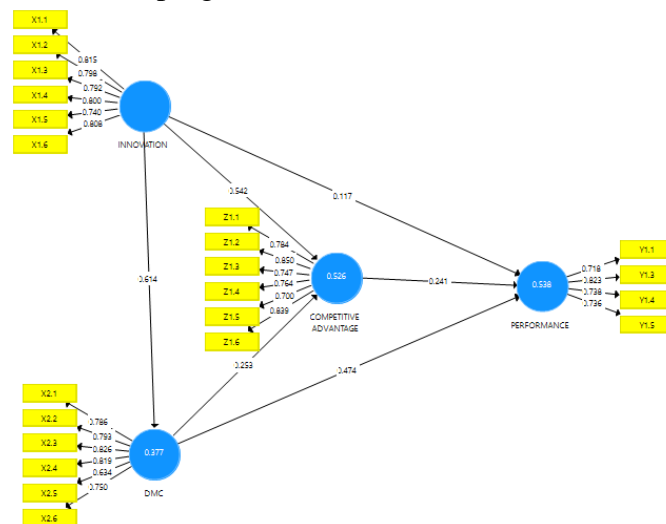 X1.1
X1.2
X1.3
X1.4
X1.5
X1.6
0.815
0.798
0.792
0.800
0.740
0.808
INNOVATION
0.542
0.117
0.614
Z1.1
Z1.2
Z1.3
Z1.4
Z1.5
Z1.6
0.784
0.850
0.747
0.764
0.700
0.839
0.526
COMPETITIVE
ADVANTAGE
0.241
0.538
PERFORMANCE
0.718
0.823
0.738
0.736
Y1.1
Y1.3
Y1.4
Y1.5
0.253
0.474
X2.1
X2.2
X2.3
X2.4
X2.5
X2.6
0.786
0.793
0.826
0.819
0.634
0.750
0.377
DMC